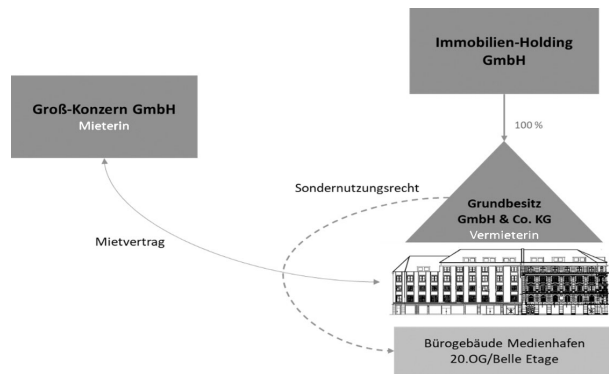 Immobilien-Holding
GmbH
Groß-Konzern GmbH
Mieterin
100 %
Sondernutzungsrecht
Grundbesitz
GmbH & Co. KG
Vermieterin
Mietvertrag
Bürogebäude Medienhafen
20.OG/Belle Etage